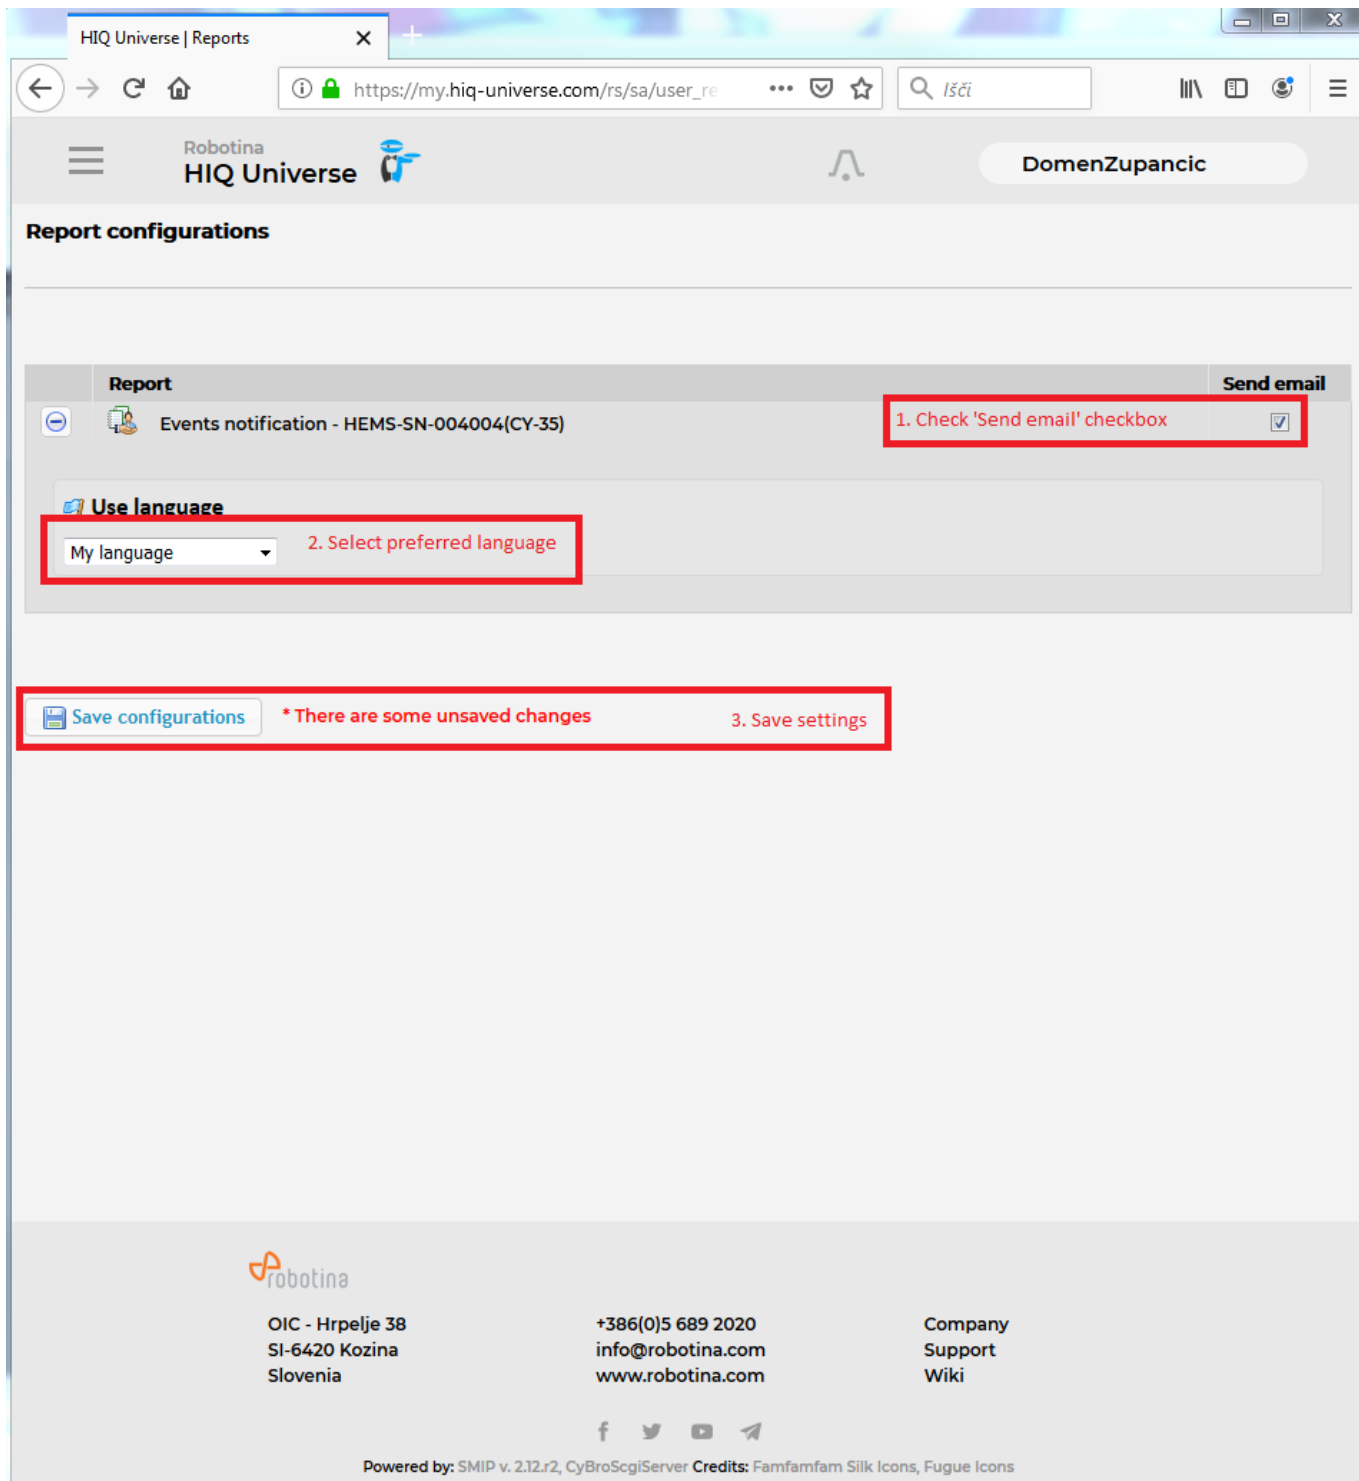 HIQ Universe | Reports
https://my.hiq-universe.com/rs/sa/user_re
Išči
Robotina
HIQ Universe
DomenZupancic
Report configurations
Report Send email
Events notification - HEMS-SN-004004(CY-35) 1. Check 'Send email' checkbox
Use language
My language 2. Select preferred language
Save configurations * There are some unsaved changes 3. Save settings
robotina
OIC - Hrpelje 38 +386(0)5 689 2020 Company
SI-6420 Kozina info@robotina.com Support
Slovenia www.robotina.com Wiki
Powered by: SMIP v. 2.12.r2, CyBroScgiServer Credits: Famfamfam Silk Icons, Fugue Icons